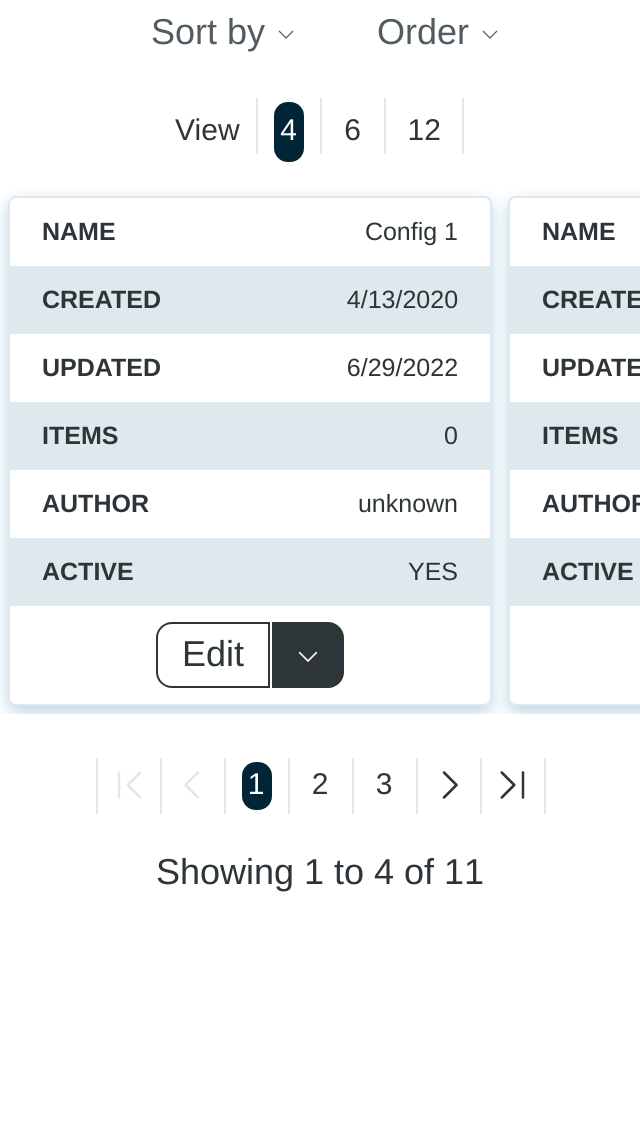 Sort by Order
View 4 6 12
NAME Config 1 NAME
CREATED 4/13/2020 CREATE
UPDATED 6/29/2022 UPDATE
ITEMS 0 ITEMS
AUTHOR unknown AUTHOR
ACTIVE YES ACTIVE
Edit
1 2 3
Showing 1 to 4 of 11